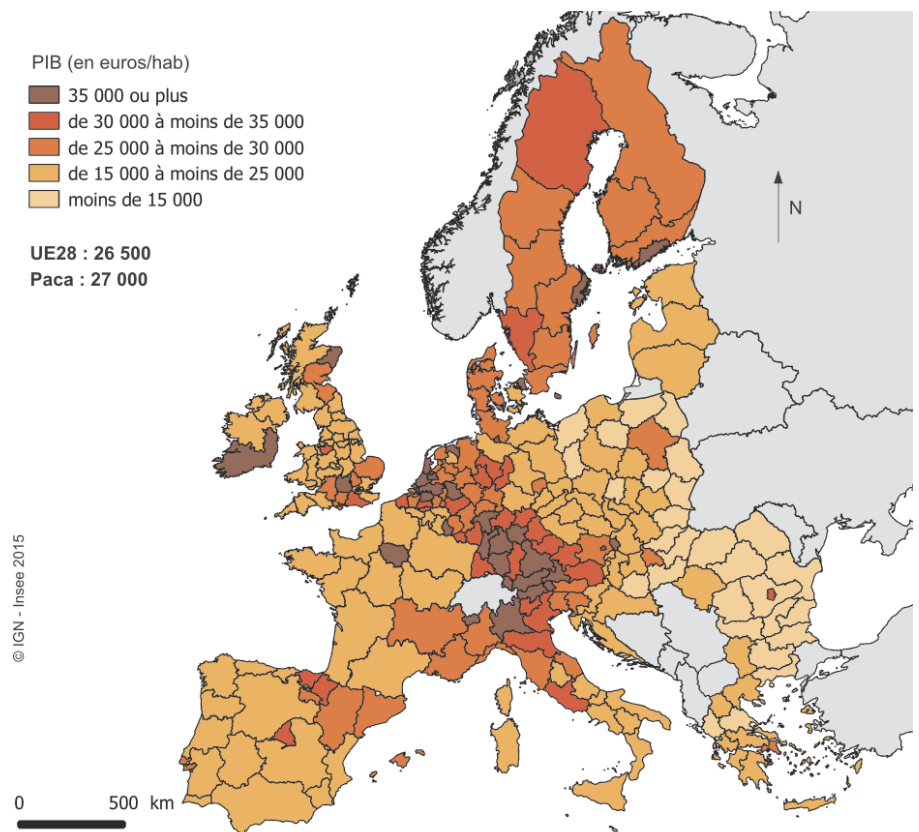 PIB (en euros/hab)
35 000 ou plus
de 30 000 à moins de 35 000
de 25 000 à moins de 30 000
de 15 000 à moins de 25 000
moins de 15 000
UE28 : 26 500
Paca : 27 000
N
© IGN - Insee 2015
0 500 km